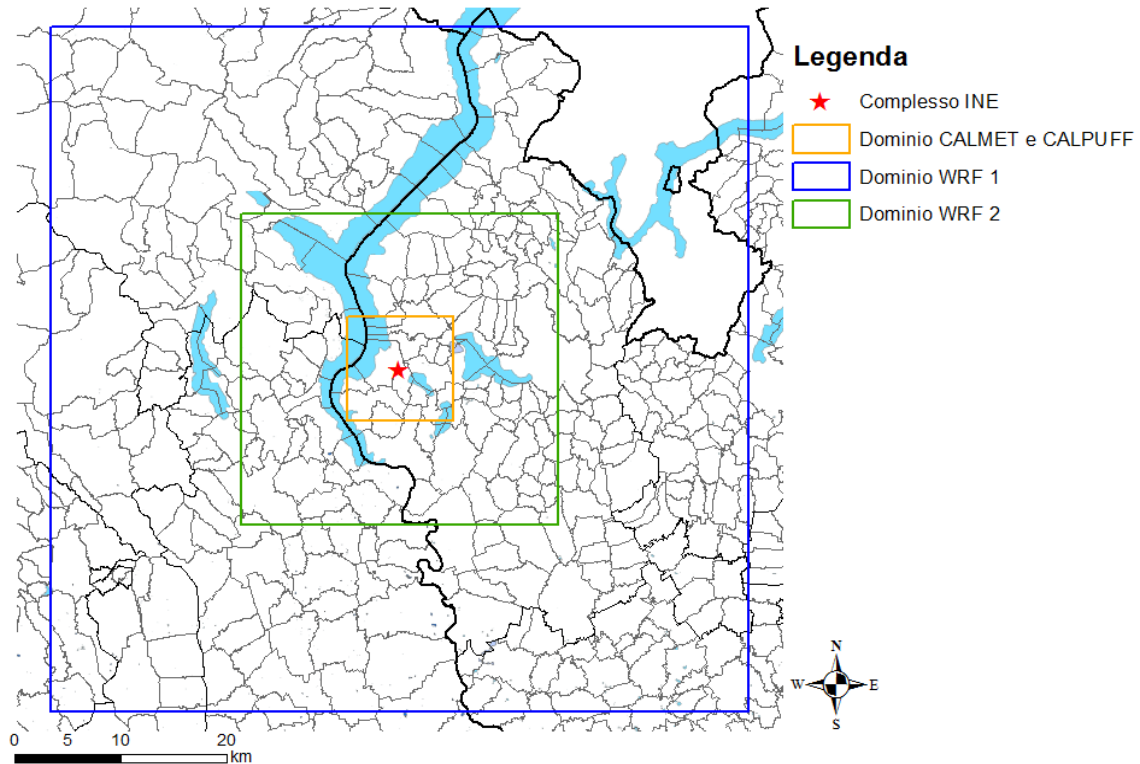 Legenda
Complesso INE
Dominio CALMET e CALPUFF
Dominio WRF 1
Dominio WRF 2
N
W E
S
0 5 10 20
km